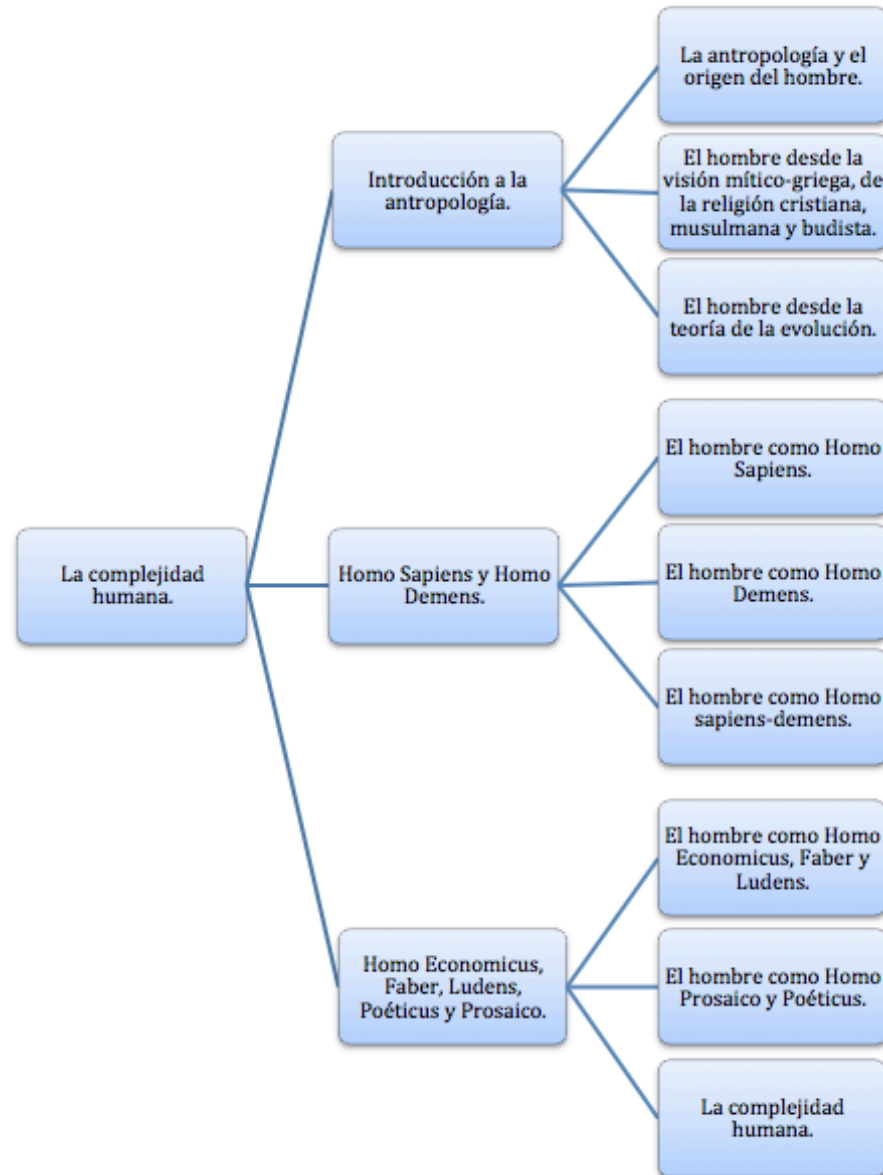 La antropología y el
origen del hombre.
Introducción a la
antropología.
El hombre desde la
visión mítico-griega, de
la religión cristiana,
musulmana y budista.
El hombre desde la
teoría de la evolución.
La complejidad
humana.
Homo Sapiens y Homo
Demens.
El hombre como Homo
Sapiens.
El hombre como Homo
Demens.
El hombre como Homo
sapiens-demens.
Homo Economicus,
Faber, Ludens,
Poéticus y Prosaico.
El hombre como Homo
Economicus, Faber y
Ludens.
El hombre como Homo
Prosaico y Poéticus.
La complejidad
humana.